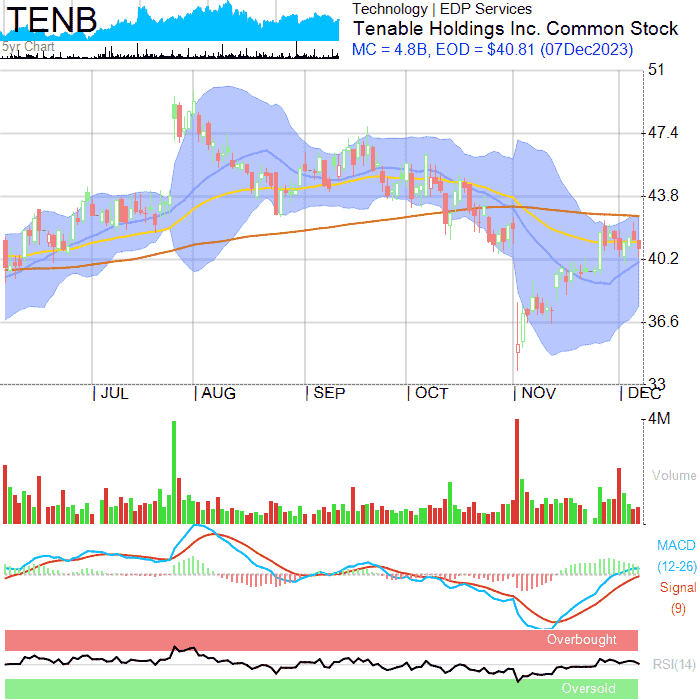 TENB
5yr Chart
Technology | EDP Services
Tenable Holdings Inc. Common Stock
MC = 4.8B, EOD = $40.81 (07Dec2023)
51
47.4
43.8
40.2
36.6
33
JUL
AUG
SEP
OCT
NOV
DEC
4M
Volume
MACD
(12-26)
Signal
(9)
Overbought
RSI(14)
Oversold